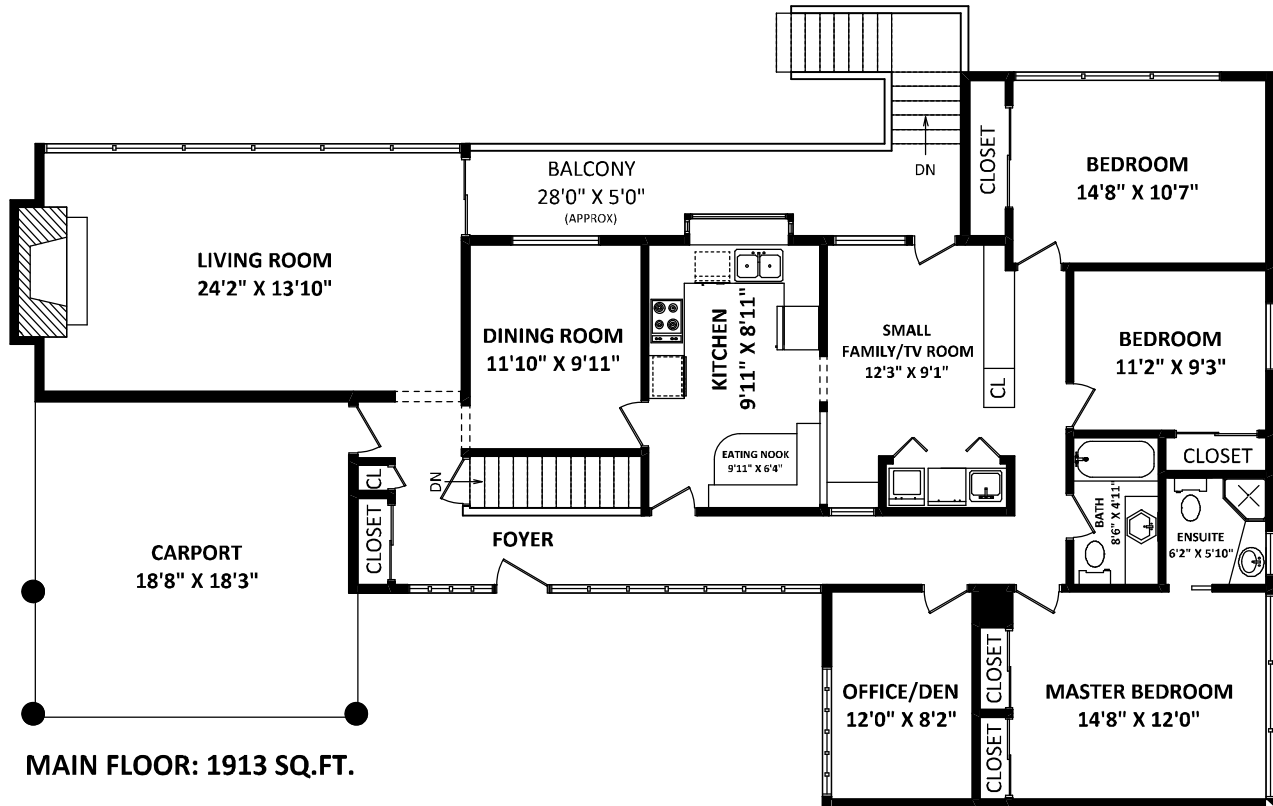 BALCONY
28'0" X 5'0"
(APPROX)
DN
CLOSET
BEDROOM
14'8" X 10'7"
LIVING ROOM
24'2" X 13'10"
DINING ROOM
11'10" X 9'11"
KITCHEN
9'11" X 8'11"
SMALL
FAMILY/TV ROOM
12'3" X 9'1"
CL
BEDROOM
11'2" X 9'3"
CLOSET
EATING NOOK
9'11" X 6'4"
DN
CL
CLOSET
FOYER
BATH
8'6" X 4'11"
ENSUITE
6'2" X 5'10"
CARPORT
18'8" X 18'3"
OFFICE/DEN
12'0" X 8'2"
CLOSET
CLOSET
MASTER BEDROOM
14'8" X 12'0"
MAIN FLOOR: 1913 SQ.FT.